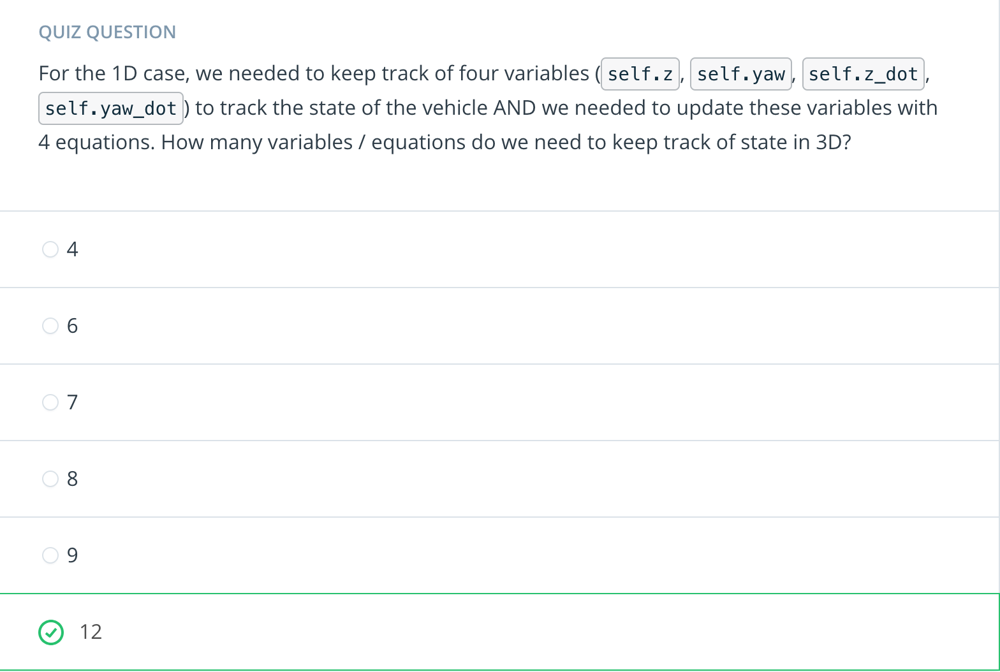 QUIZ QUESTION
For the 1D case, we needed to keep track of four variables (self.z, self.yaw, self.z_dot,
self.yaw_dot) to track the state of the vehicle AND we needed to update these variables with
4 equations. How many variables / equations do we need to keep track of state in 3D?
4
6
7
8
9
12